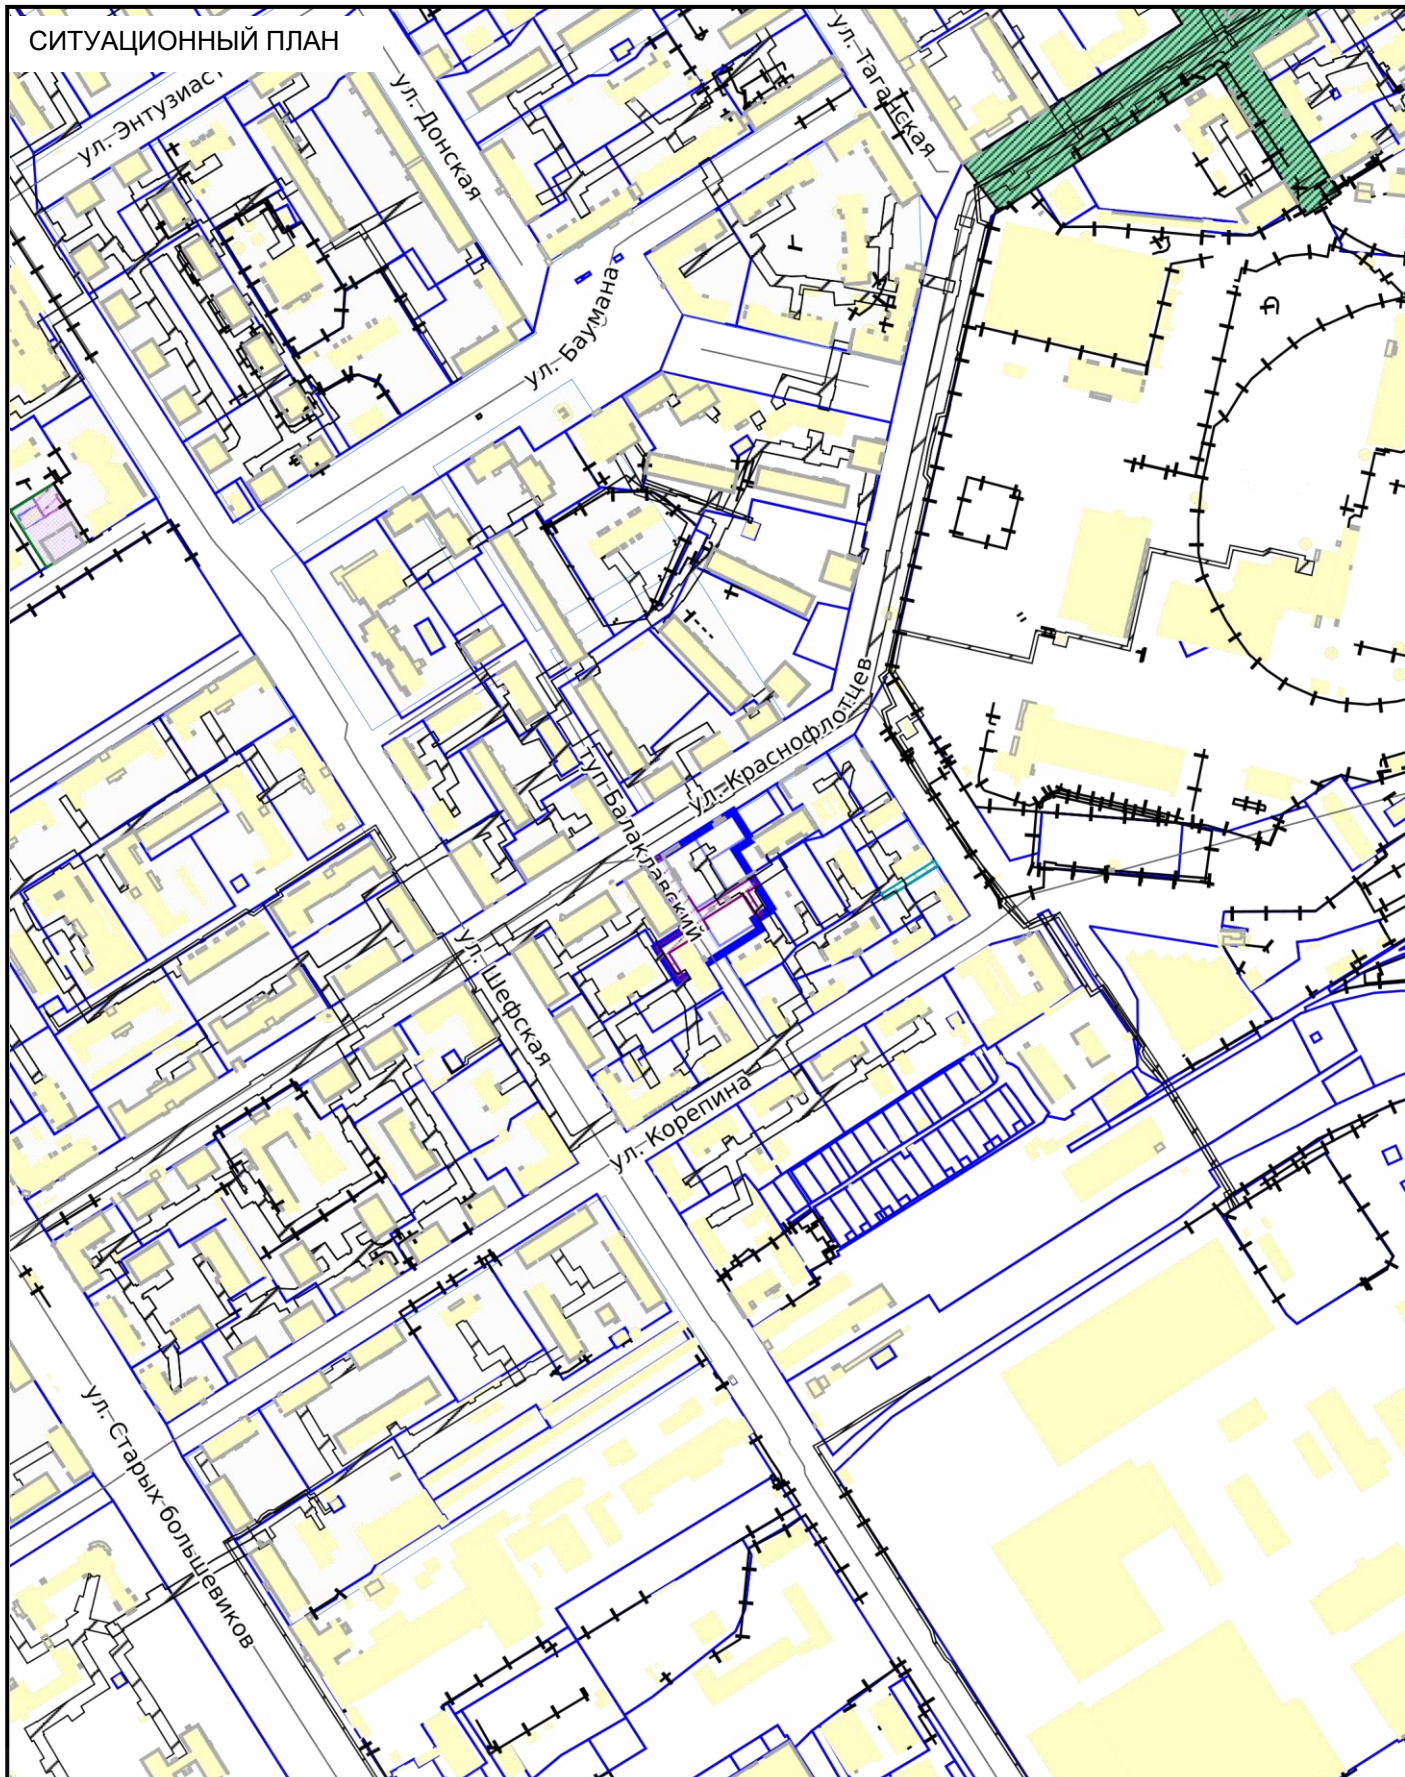 СИТУАЦИОННЫЙ ПЛАН
ул. Энтузиаст
ул. Донская
ул. Таганская
ул. Баумана
ул. Краснофлотцев
туп Балаклавский
ул. Шефская
ул. Корепина
ул. Старых большевиков